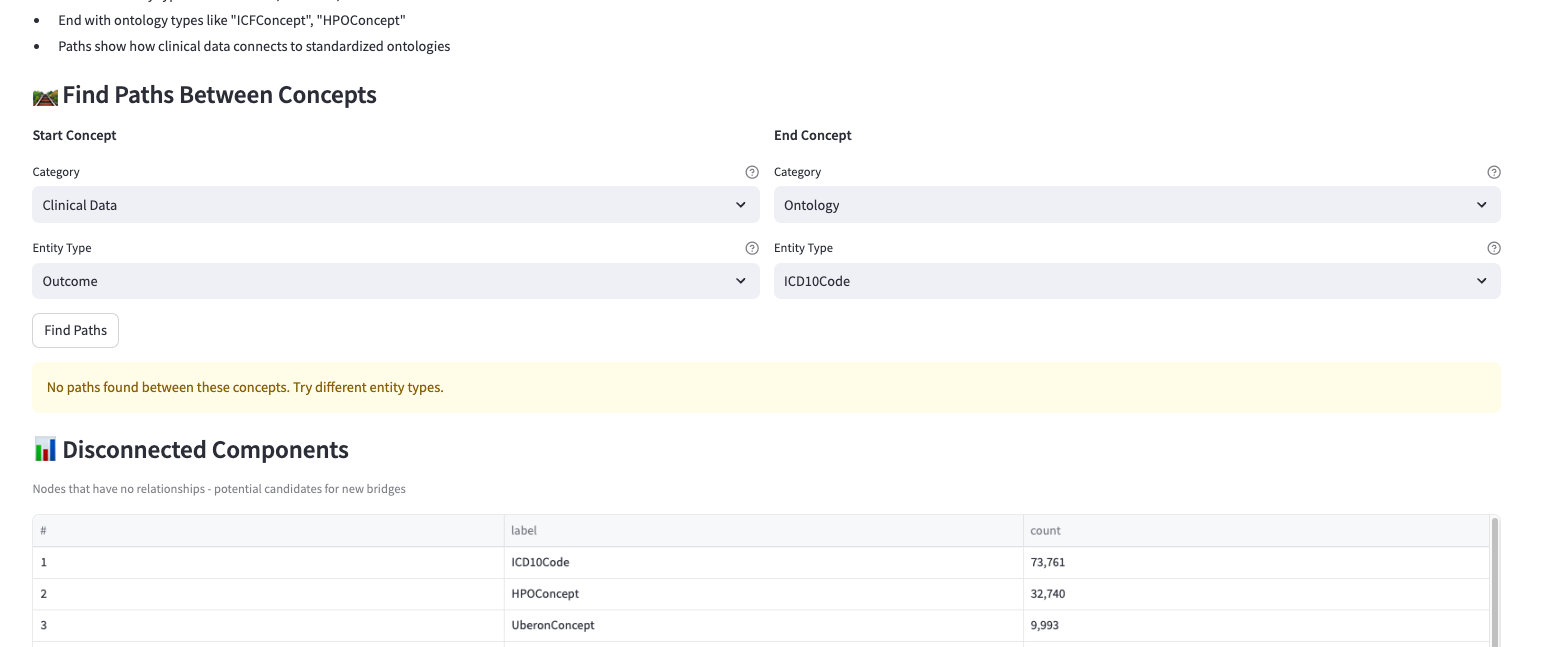 End with ontology types like "ICFConcept", "HPOConcept"
Paths show how clinical data connects to standardized ontologies
Find Paths Between Concepts
Start Concept
End Concept
Category
Category
Clinical Data
Ontology
Entity Type
Entity Type
Outcome
ICD10Code
Find Paths
No paths found between these concepts. Try different entity types.
Disconnected Components
Nodes that have no relationships - potential candidates for new bridges
# label count
1 ICD10Code 73,761
2 HPOConcept 32,740
3 UberonConcept 9,993